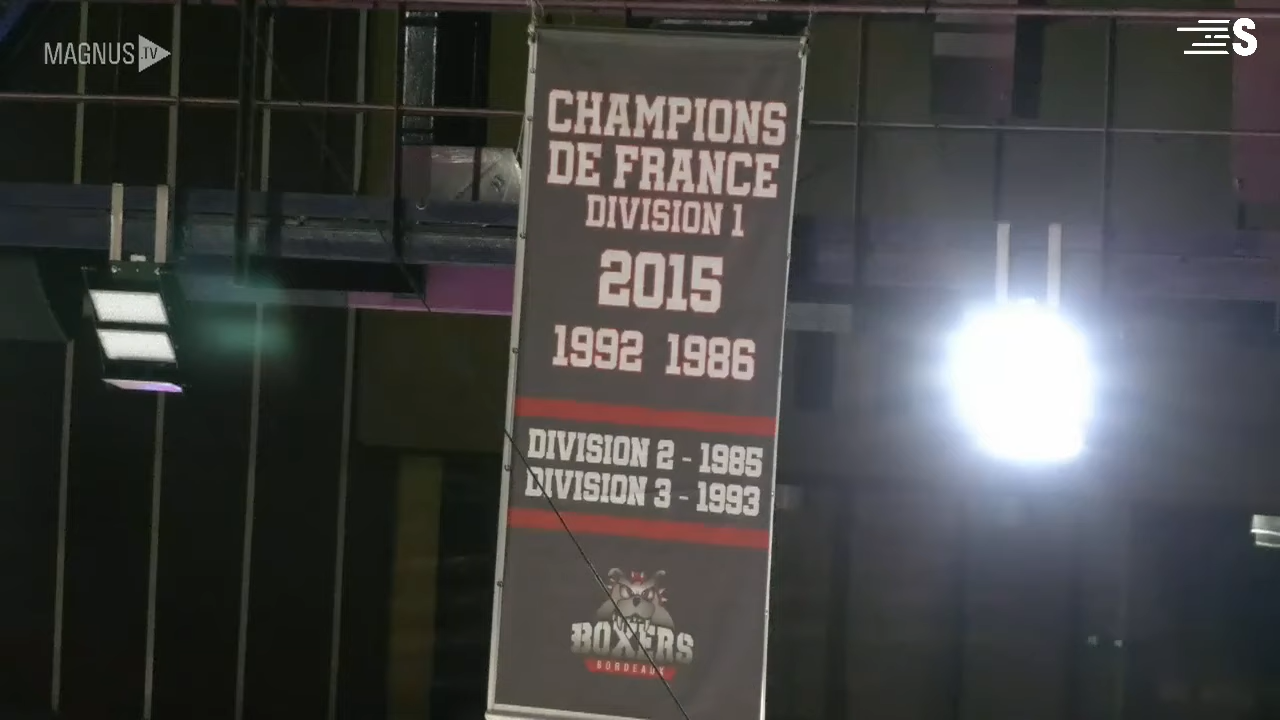 MAGNUS.TV
S
CHAMPIONS
DE FRANCE
DIVISION 1
2015
1992 1986
DIVISION 2 - 1985
DIVISION 3 - 1993
BOXERS
BORDEAUX